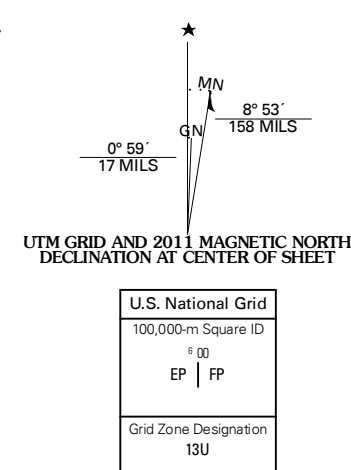 MN
GN
8° 53´
158 MILS
0° 59´
17 MILS
UTM GRID AND 2011 MAGNETIC NORTH
DECLINATION AT CENTER OF SHEET
U.S. National Grid
100,000-m Square ID
6 00
EP FP
Grid Zone Designation
13U